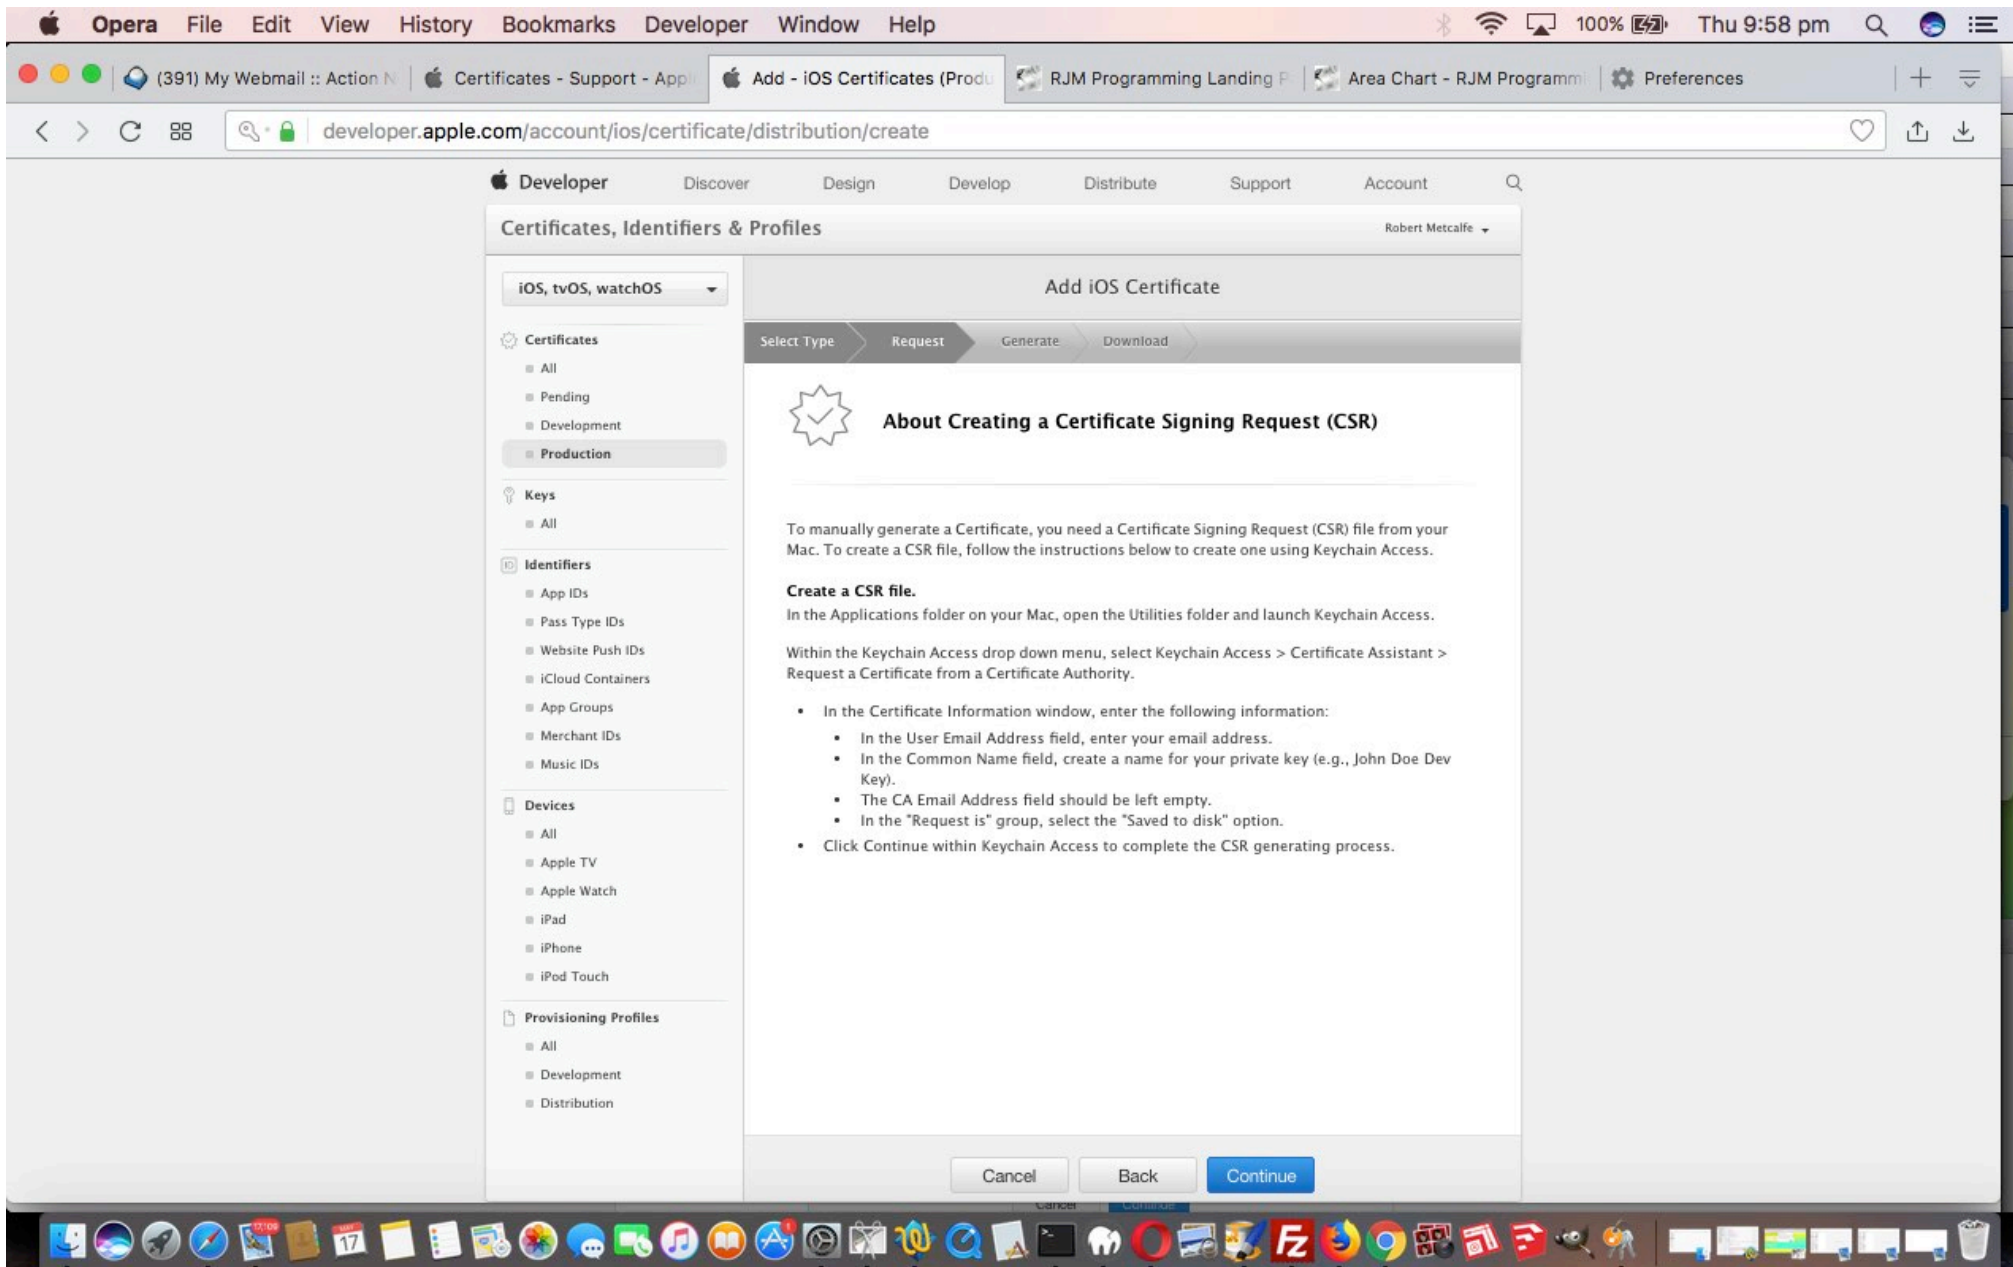 Opera File Edit View History Bookmarks Developer Window Help 100% Thu 9:58 pm
(391) My Webmail :: Action N Certificates - Support - Appl Add - iOS Certificates (Produ RJM Programming Landing P Area Chart - RJM Programmi Preferences
developer.apple.com/account/ios/certificate/distribution/create
Developer Discover Design Develop Distribute Support Account
Certificates, Identifiers & Profiles Robert Metcalfe
iOS, tvOS, watchOS
Add iOS Certificate
Select Type Request Generate Download
Certificates
All
Pending
Development
Production
Keys
All
Identifiers
App IDs
Pass Type IDs
Website Push IDs
iCloud Containers
App Groups
Merchant IDs
Music IDs
Devices
All
Apple TV
Apple Watch
iPad
iPhone
iPod Touch
Provisioning Profiles
All
Development
Distribution
About Creating a Certificate Signing Request (CSR)
To manually generate a Certificate, you need a Certificate Signing Request (CSR) file from your
Mac. To create a CSR file, follow the instructions below to create one using Keychain Access.
Create a CSR file.
In the Applications folder on your Mac, open the Utilities folder and launch Keychain Access.
Within the Keychain Access drop down menu, select Keychain Access > Certificate Assistant >
Request a Certificate from a Certificate Authority.
• In the Certificate Information window, enter the following information:
• In the User Email Address field, enter your email address.
• In the Common Name field, create a name for your private key (e.g., John Doe Dev
Key).
• The CA Email Address field should be left empty.
• In the "Request is" group, select the "Saved to disk" option.
• Click Continue within Keychain Access to complete the CSR generating process.
Cancel Back Continue
Cancel Continue
17